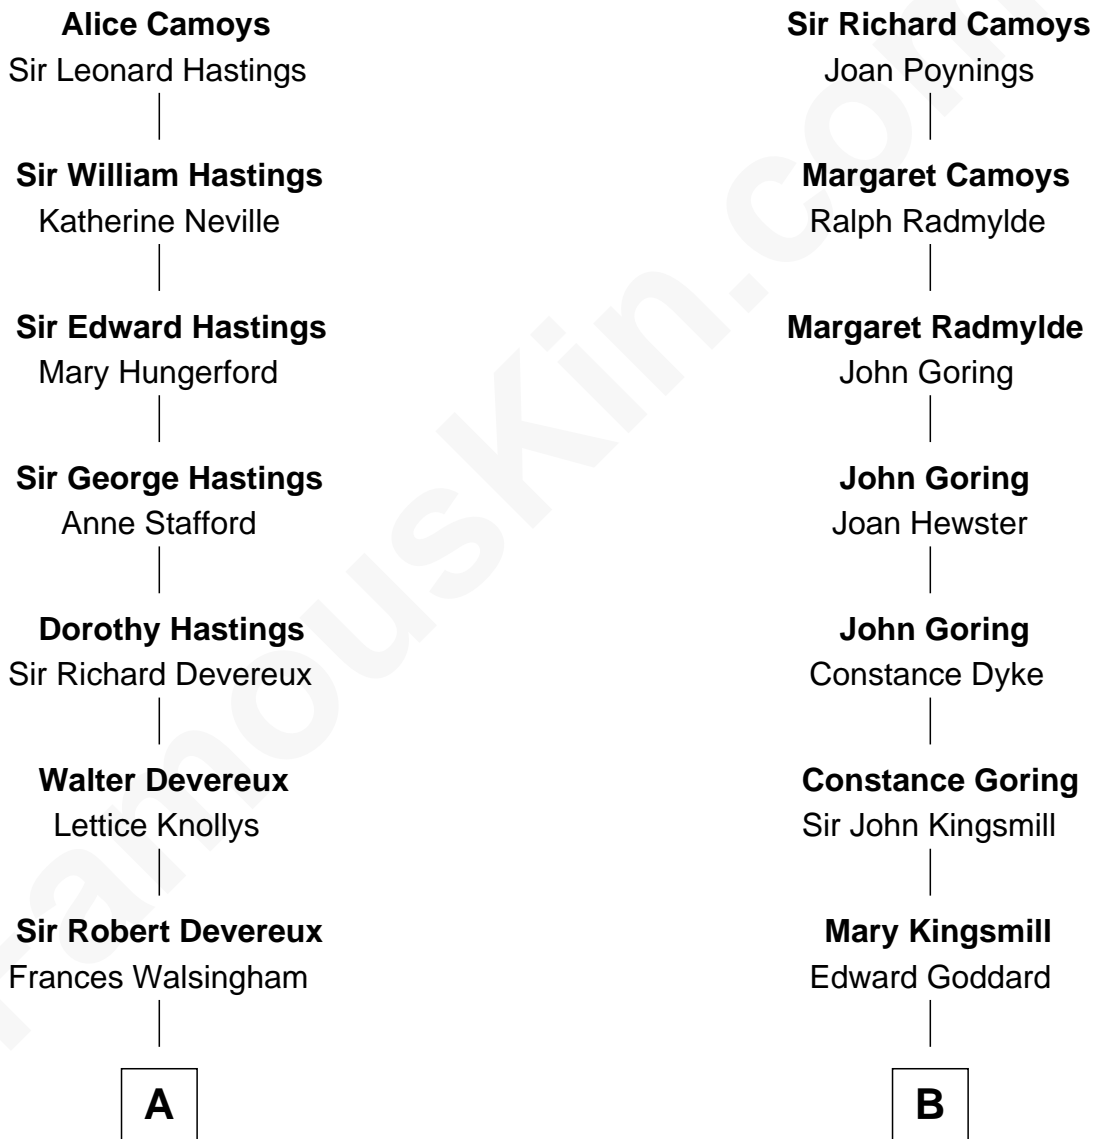 Alice Camoys
Sir Leonard Hastings
Sir William Hastings
Katherine Neville
Sir Edward Hastings
Mary Hungerford
Sir George Hastings
Anne Stafford
Dorothy Hastings
Sir Richard Devereux
Walter Devereux
Lettice Knollys
Sir Robert Devereux
Frances Walsingham
A
Sir Richard Camoys
Joan Poynings
Margaret Camoys
Ralph Radmylde
Margaret Radmylde
John Goring
John Goring
Joan Hewster
John Goring
Constance Dyke
Constance Goring
Sir John Kingsmill
Mary Kingsmill
Edward Goddard
B
FamousKin.com